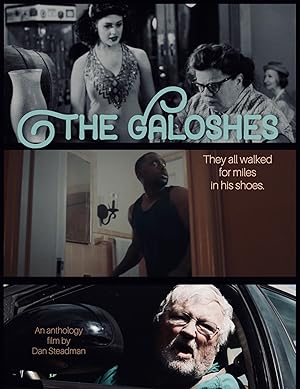 THE GALOSHES
They all walked
for miles
in his shoes.
An anthology
film by
Dan Steadman